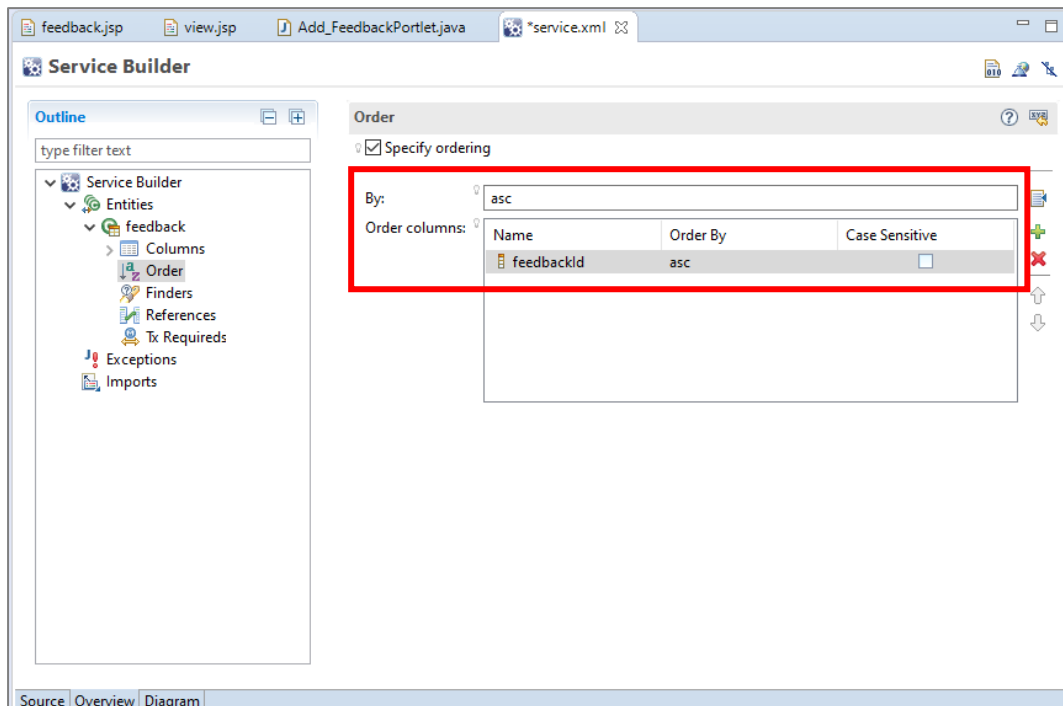 feedback.jsp view.jsp Add_FeedbackPortlet.java *service.xml
Service Builder
Outline
type filter text
Service Builder
Entities
feedback
Columns
Order
Finders
References
Tx Requireds
Exceptions
Imports
Order
Specify ordering
By: asc
Order columns:
Name Order By Case Sensitive
feedbackId asc
Source Overview Diagram